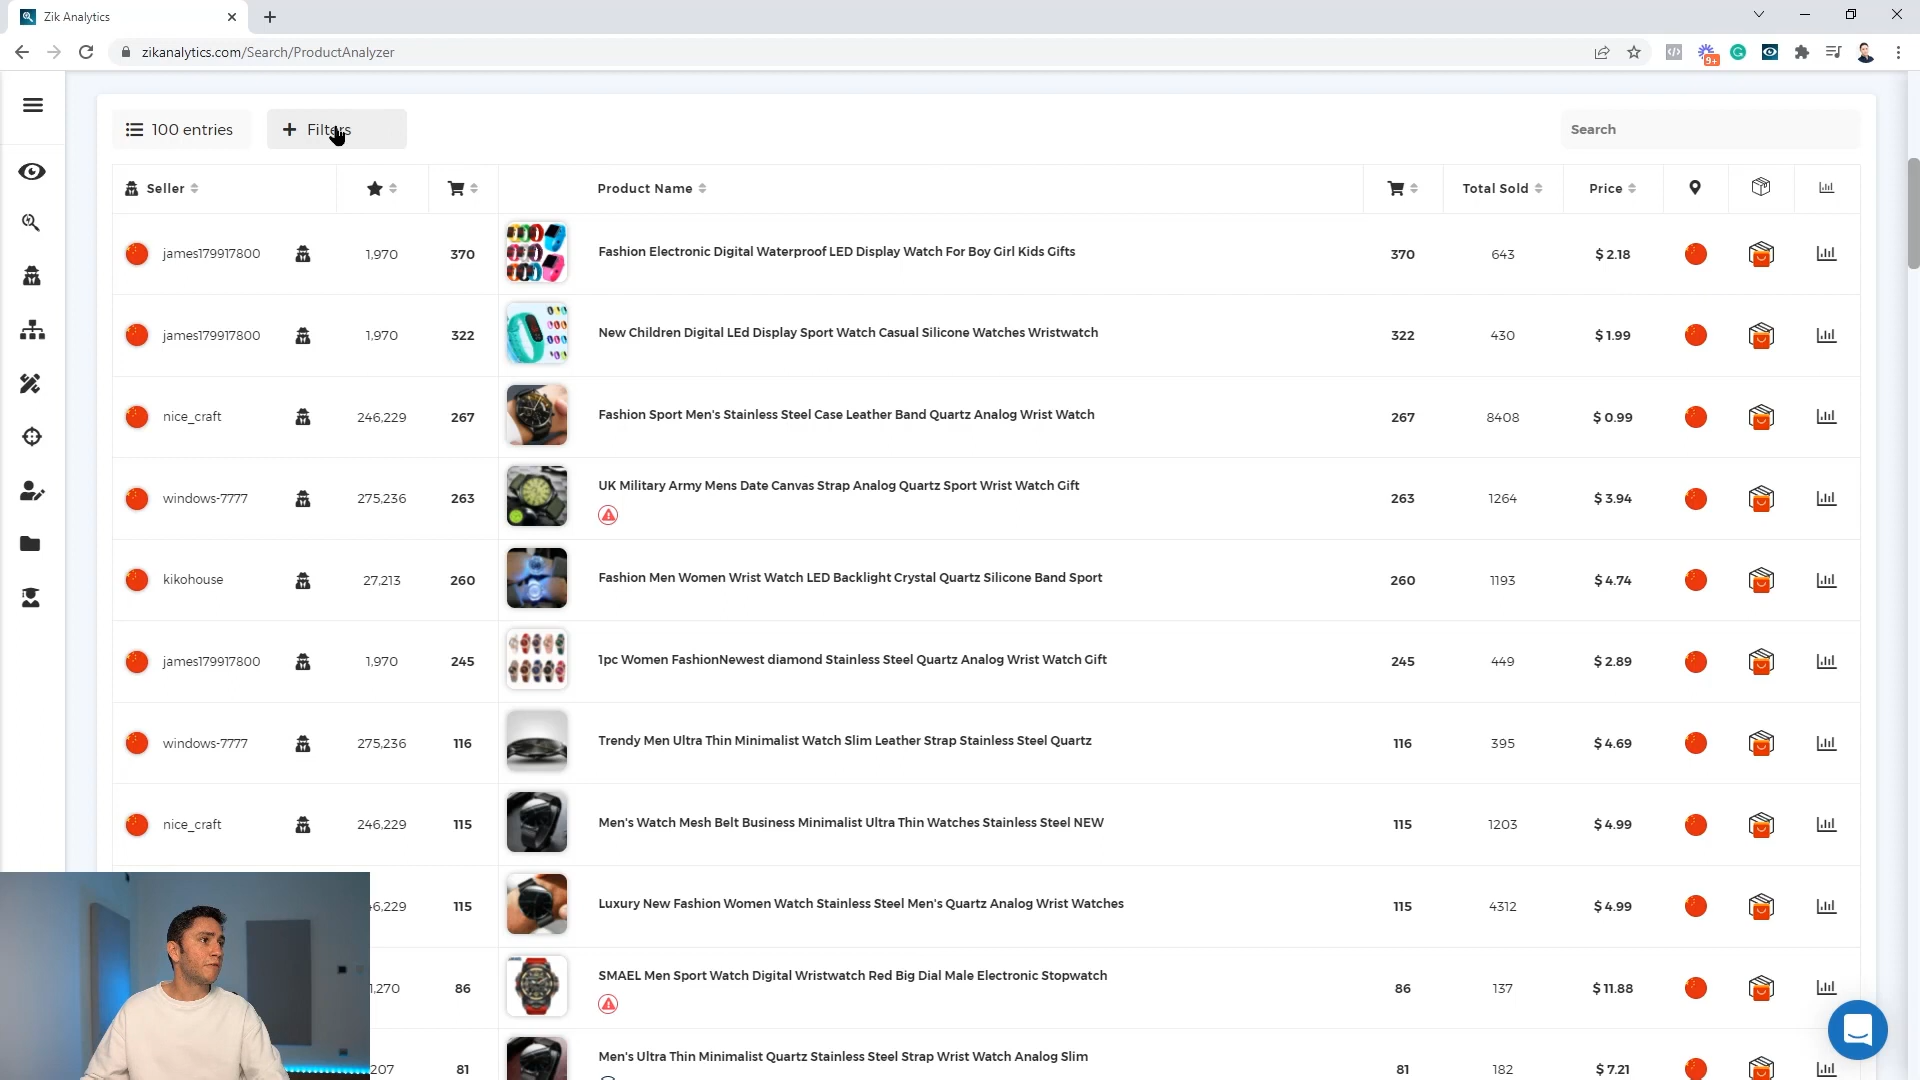 Zik Analytics
zikanalytics.com/Search/ProductAnalyzer
9+
100 entries
Filters
Search
Seller
Product Name
Total Sold
Price
james179917800 1,970 370 Fashion Electronic Digital Waterproof LED Display Watch For Boy Girl Kids Gifts 370 643 $ 2.18
james179917800 1,970 322 New Children Digital LEd Display Sport Watch Casual Silicone Watches Wristwatch 322 430 $ 1.99
nice_craft 246,229 267 Fashion Sport Men's Stainless Steel Case Leather Band Quartz Analog Wrist Watch 267 8408 $ 0.99
windows-7777 275,236 263 UK Military Army Mens Date Canvas Strap Analog Quartz Sport Wrist Watch Gift 263 1264 $ 3.94
kikohouse 27,213 260 Fashion Men Women Wrist Watch LED Backlight Crystal Quartz Silicone Band Sport 260 1193 $ 4.74
james179917800 1,970 245 1pc Women FashionNewest diamond Stainless Steel Quartz Analog Wrist Watch Gift 245 449 $ 2.89
windows-7777 275,236 116 Trendy Men Ultra Thin Minimalist Watch Slim Leather Strap Stainless Steel Quartz 116 395 $ 4.69
nice_craft 246,229 115 Men's Watch Mesh Belt Business Minimalist Ultra Thin Watches Stainless Steel NEW 115 1203 $ 4.99
6,229 115 Luxury New Fashion Women Watch Stainless Steel Men's Quartz Analog Wrist Watches 115 4312 $ 4.99
1,270 86 SMAEL Men Sport Watch Digital Wristwatch Red Big Dial Male Electronic Stopwatch 86 137 $ 11.88
207 81 Men's Ultra Thin Minimalist Quartz Stainless Steel Strap Wrist Watch Analog Slim 81 182 $ 7.21